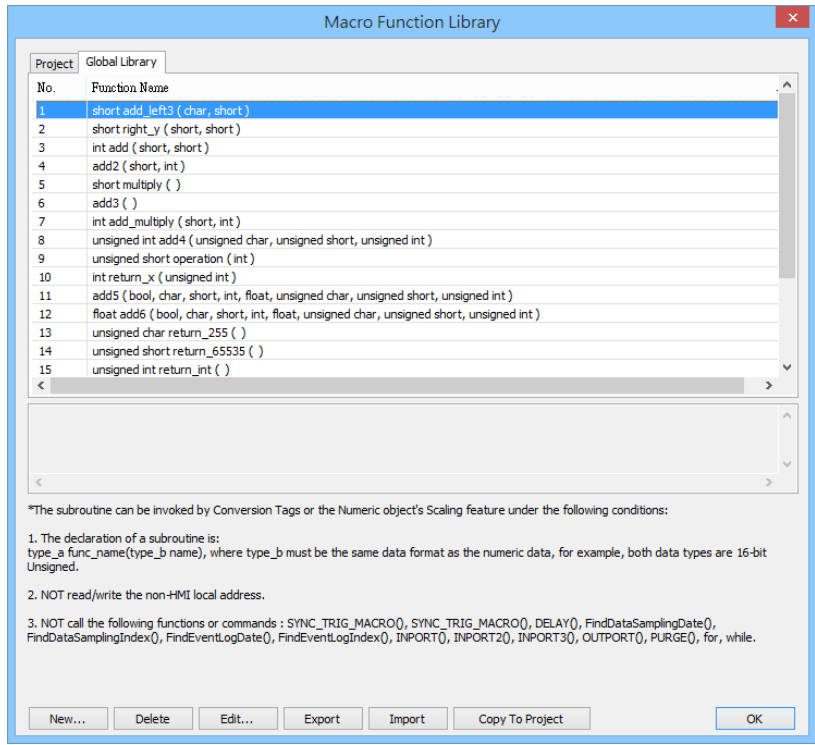 Macro Function Library
Project Global Library
No. Function Name
1 short add_left3 ( char, short )
2 short right_y ( short, short )
3 int add ( short, short )
4 add2 ( short, int )
5 short multiply ( )
6 add3 ( )
7 int add_multiply ( short, int )
8 unsigned int add4 ( unsigned char, unsigned short, unsigned int )
9 unsigned short operation ( int )
10 int return_x ( unsigned int )
11 add5 ( bool, char, short, int, float, unsigned char, unsigned short, unsigned int )
12 float add6 ( bool, char, short, int, float, unsigned char, unsigned short, unsigned int )
13 unsigned char return_255 ( )
14 unsigned short return_65535 ( )
15 unsigned int return_int ( )
*The subroutine can be invoked by Conversion Tags or the Numeric object's Scaling feature under the following conditions:
1. The declaration of a subroutine is:
type_a func_name(type_b name), where type_b must be the same data format as the numeric data, for example, both data types are 16-bit
Unsigned.
2. NOT read/write the non-HMI local address.
3. NOT call the following functions or commands : SYNC_TRIG_MACRO(), SYNC_TRIG_MACRO(), DELAY(), FindDataSamplingDate(),
FindDataSamplingIndex(), FindEventLogDate(), FindEventLogIndex(), INPORT(), INPORT2(), INPORT3(), OUTPORT(), PURGE(), for, while.
New... Delete Edit... Export Import Copy To Project OK